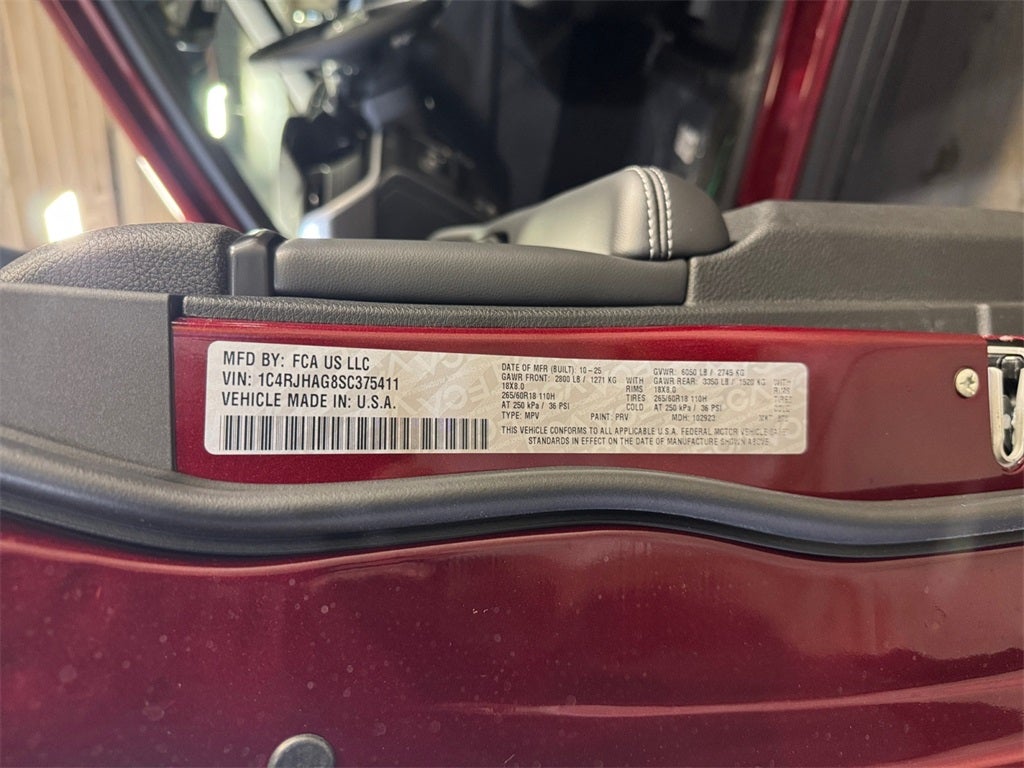 MFD BY: FCA US LLC
VIN: 1C4RJHAG8SC375411
VEHICLE MADE IN: U.S.A.
DATE OF MFR (BUILT): 10-25 GVWR: 6050 LB / 2745 KG
GAWR FRONT: 2800 LB / 1271 KG WITH GAWR REAR: 3350 LB / 1520 KG WITH
18X8.0 RIMS 18X8.0 RIMS
265/60R18 110H TIRES 265/60R18 110H TIRES
AT 250 kPa / 36 PSI COLD AT 250 kPa / 36 PSI COLD
TYPE: MPV PAINT: PRV MDH: 102923
THIS VEHICLE CONFORMS TO ALL APPLICABLE U.S.A. FEDERAL MOTOR VEHICLE SAFETY
STANDARDS IN EFFECT ON THE DATE OF MANUFACTURE SHOWN ABOVE.